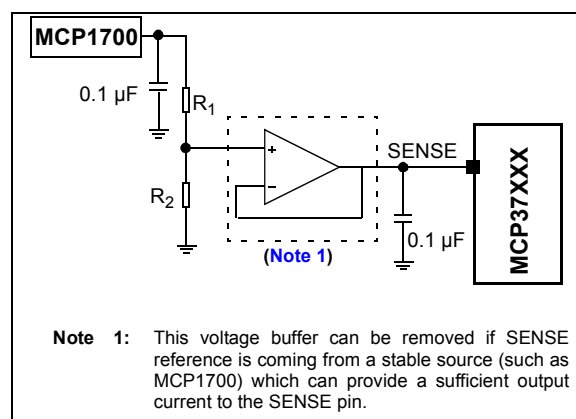 MCP1700
0.1 µF
R1
R2
+
–
SENSE
0.1 µF
MCP37XXX
(Note 1)
Note 1: This voltage buffer can be removed if SENSE
reference is coming from a stable source (such as
MCP1700) which can provide a sufficient output
current to the SENSE pin.